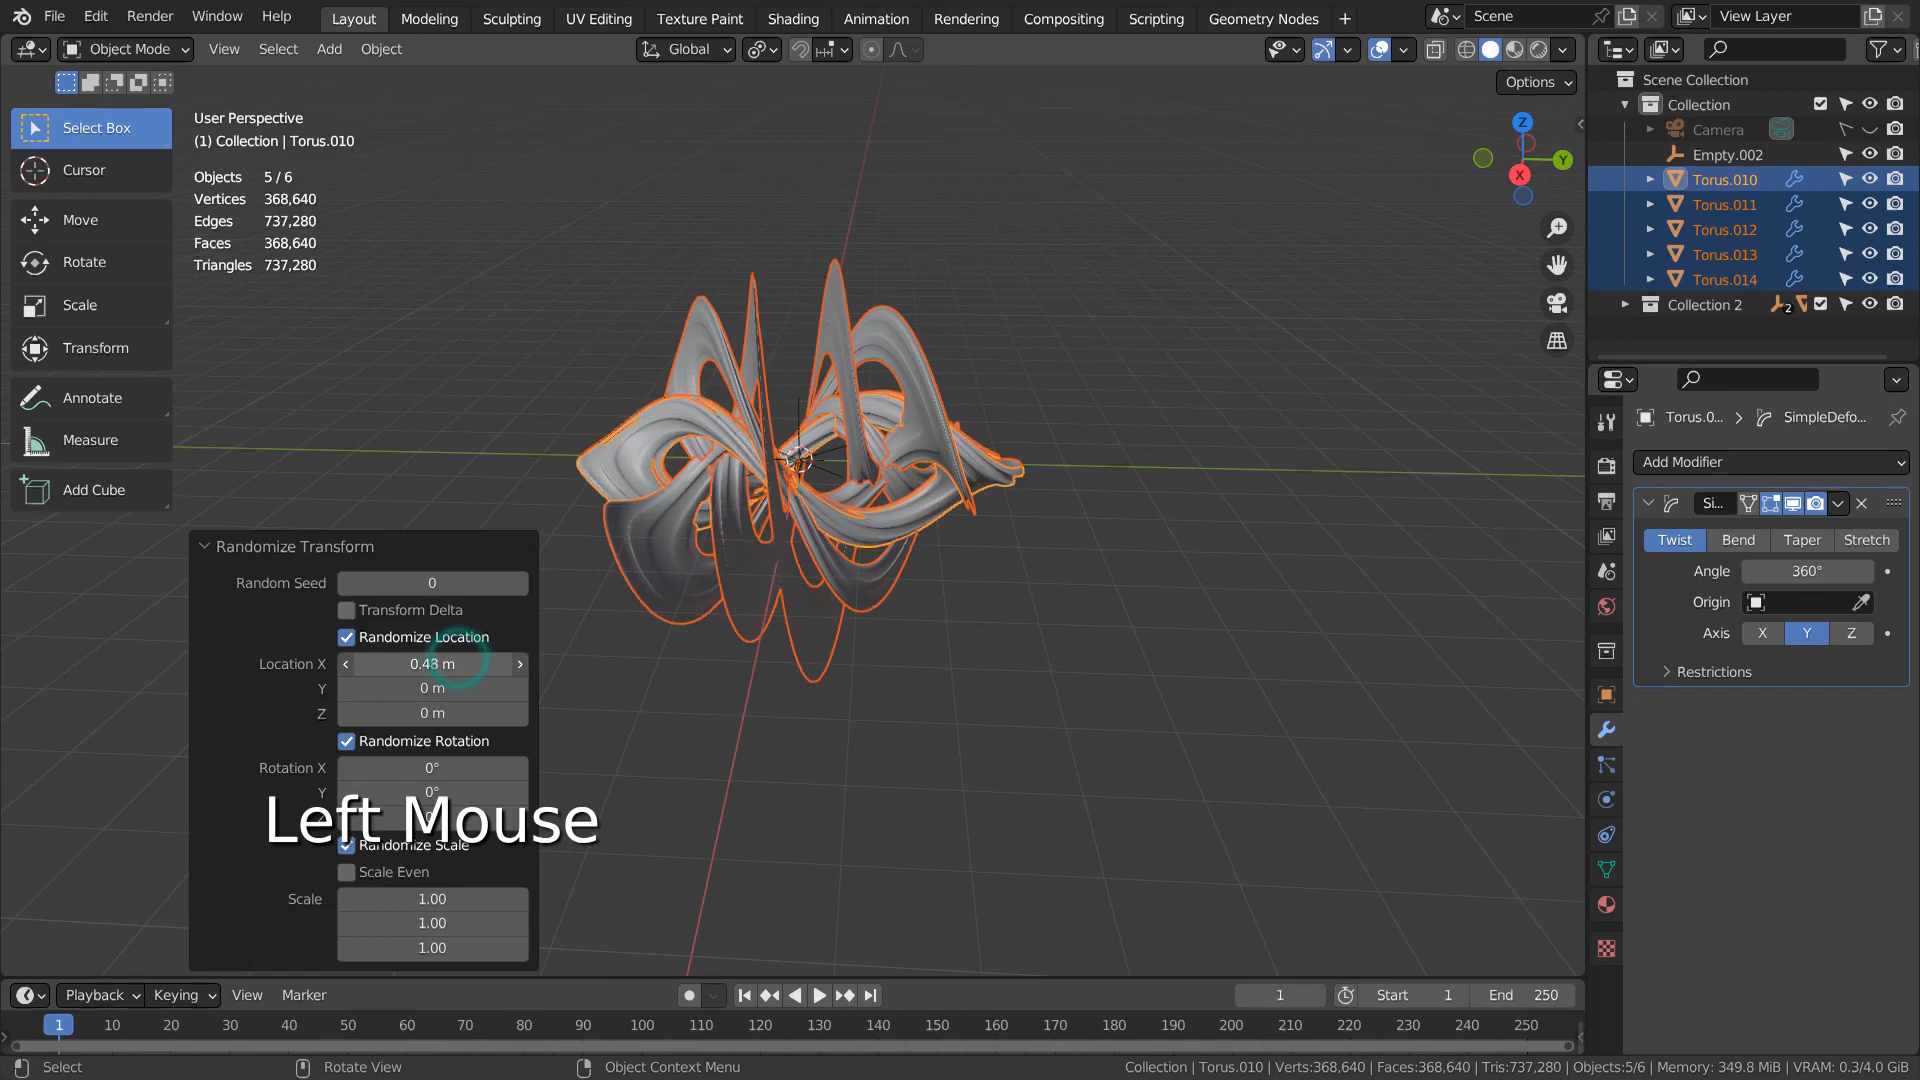 File Edit Render Window Help Layout Modeling Sculpting UV Editing Texture Paint Shading Animation Rendering Compositing Scripting Geometry Nodes + Scene View Layer
Object Mode View Select Add Object Global
Options
Select Box
Cursor
Move
Rotate
Scale
Transform
Annotate
Measure
Add Cube
User Perspective
(1) Collection | Torus.010
Objects 5 / 6
Vertices 368,640
Edges 737,280
Faces 368,640
Triangles 737,280
Z
Y
X
Randomize Transform
Random Seed 0
Transform Delta
Randomize Location
Location X 0.48 m
Y 0 m
Z 0 m
Randomize Rotation
Rotation X 0°
Y 0°
Left Mouse
Randomize Scale
Scale Even
Scale 1.00
1.00
1.00
Scene Collection
Collection
Camera
Empty.002
Torus.010
Torus.011
Torus.012
Torus.013
Torus.014
Collection 2 2
Torus.0... SimpleDefo...
Add Modifier
Si...
Twist Bend Taper Stretch
Angle 360°
Origin
Axis X Y Z
Restrictions
Playback Keying View Marker 1 Start 1 End 250
1 10 20 30 40 50 60 70 80 90 100 110 120 130 140 150 160 170 180 190 200 210 220 230 240 250
Select Rotate View Object Context Menu Collection | Torus.010 | Verts:368,640 | Faces:368,640 | Tris:737,280 | Objects:5/6 | Memory: 349.8 MiB | VRAM: 0.3/4.0 GiB